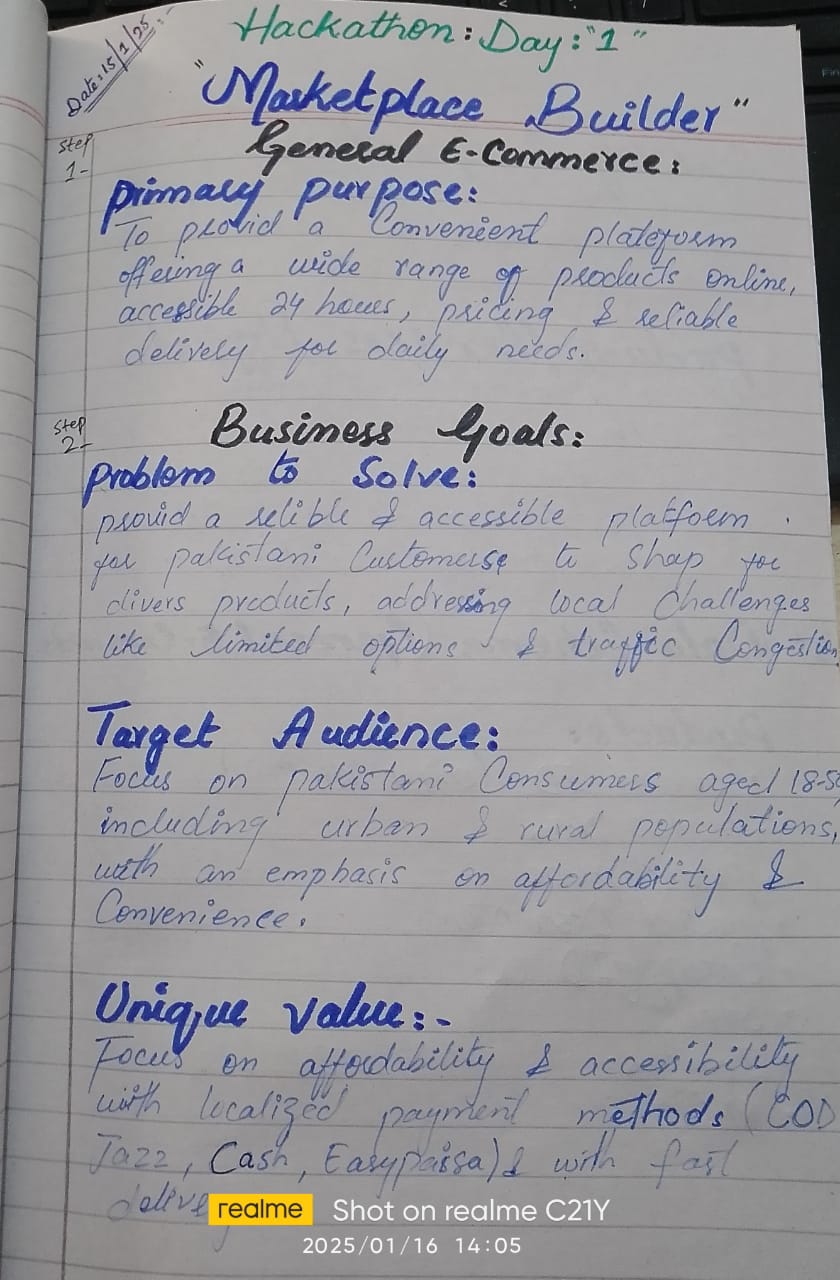 Hackathon: Day: "1"
Date: 15/1/25
"Marketplace Builder"
Step 1-
General E-Commerce:
Primary purpose:
To provid a Convenient plateform
offering a wide range of products online,
accessible 24 hours, pricing & reliable
delivery for daily needs.
Step 2-
Business Goals:
Problem to Solve:
provid a relible & accessible platform.
for pakistani Customerse to Shap for
divers products, addressing local Challenges
like limited options & traffic Congestion
Target Audience:
Focus on pakistani Consumers aged 18-5
including urban & rural populations,
with an emphasis on affordability &
Convenience.
Unique value:-
Focus on affordability & accessibility
with localized payment methods (COD
Jazz, Cash, Easypaisa) & with fast
delive
realme Shot on realme C21Y
2025/01/16 14:05